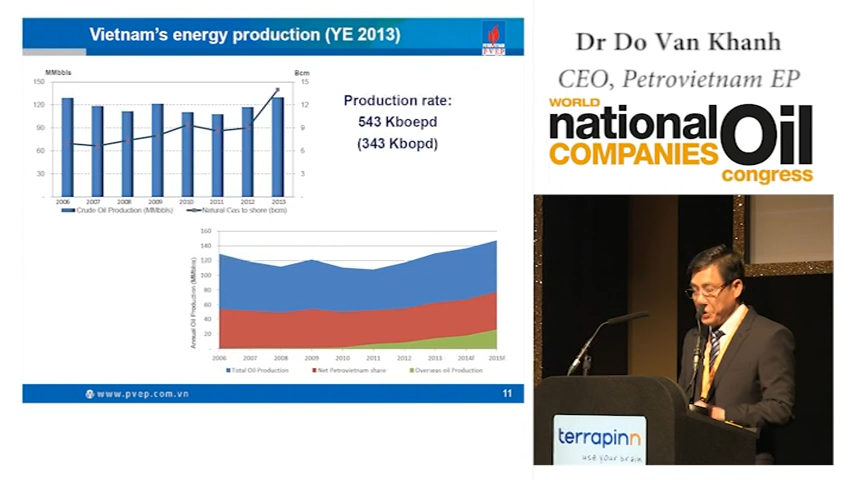 Vietnam's energy production (YE 2013)
PVEP
MMbbls
Bcm
150
120
90
60
30
-
15
12
9
6
3
-
2006 2007 2008 2009 2010 2011 2012 2013
Crude Oil Production (MMbbls) Natural Gas to shore (bcm)
Production rate:
543 Kboepd
(343 Kbopd)
Annual Oil Production (MMbbls)
160
140
120
100
80
60
40
20
-
2006 2007 2008 2009 2010 2011 2012 2013 2014F 2015F
Total Oil Production Net Petrovietnam share Overseas oil Production
www.pvep.com.vn
11
Dr Do Van Khanh
CEO, Petrovietnam EP
WORLD
national Oil
COMPANIES
congress
terrapinn
use your brain